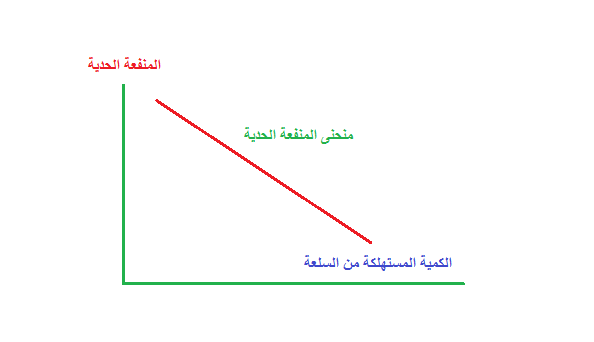 المنفعة الحدية
منحنى المنفعة الحدية
الكمية المستهلكة من السلعة